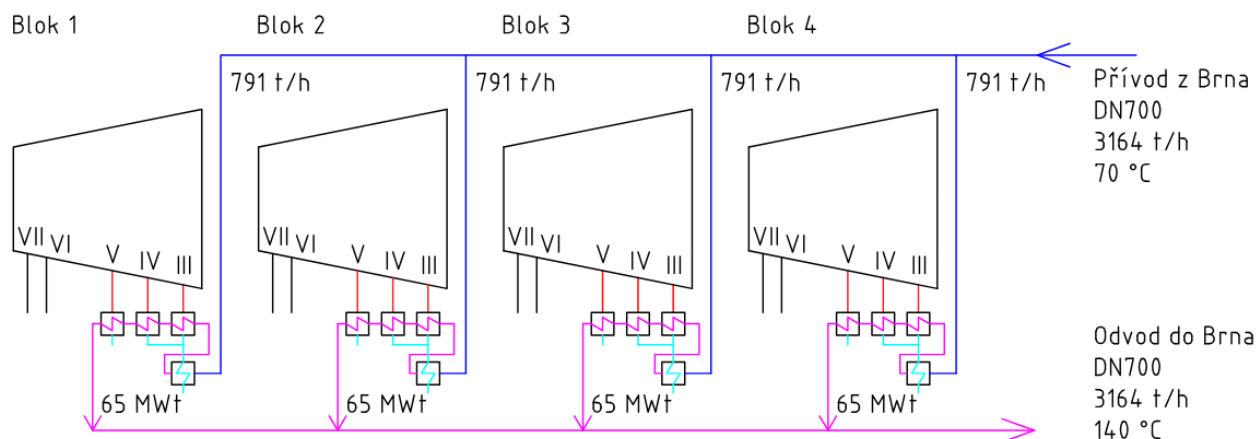 Blok 1
Blok 2
Blok 3
Blok 4
791 t/h
791 t/h
791 t/h
791 t/h
Přívod z Brna
DN700
3164 t/h
70 °C
VII
VI
V
IV
III
VII
VI
V
IV
III
VII
VI
V
IV
III
VII
VI
V
IV
III
65 MWt
65 MWt
65 MWt
65 MWt
Odvod do Brna
DN700
3164 t/h
140 °C